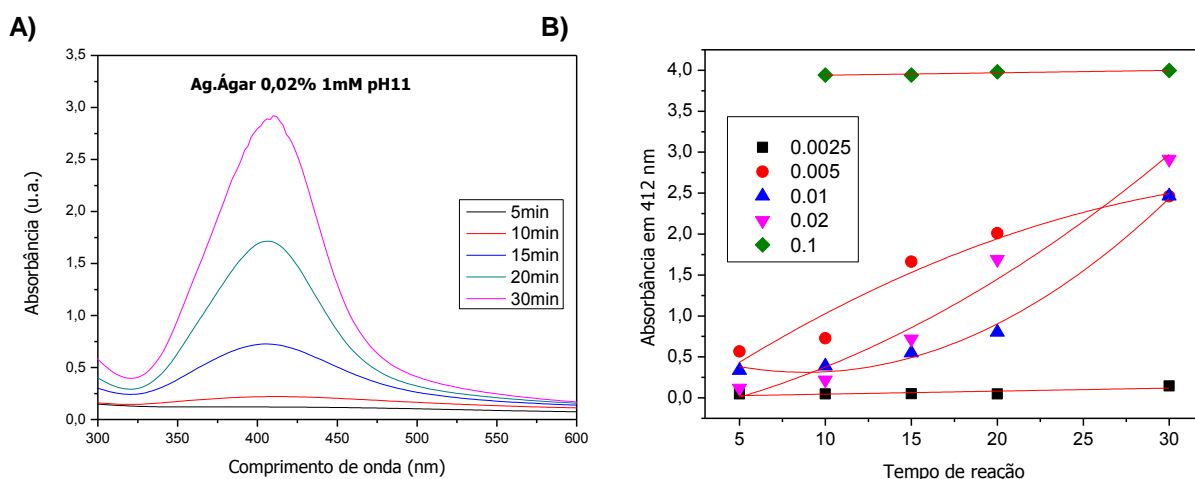 A)
Ag.Ágar 0,02% 1mM pH11
Absorbância (u.a.)
3,5
3,0
2,5
2,0
1,5
1,0
0,5
0,0
300
350
400
450
500
550
600
Comprimento de onda (nm)
5min
10min
15min
20min
30min
B)
Absorbância em 412 nm
4,0
3,0
2,5
2,0
1,5
1,0
0,5
0,0
5
10
15
20
25
30
Tempo de reação
0.0025
0.005
0.01
0.02
0.1